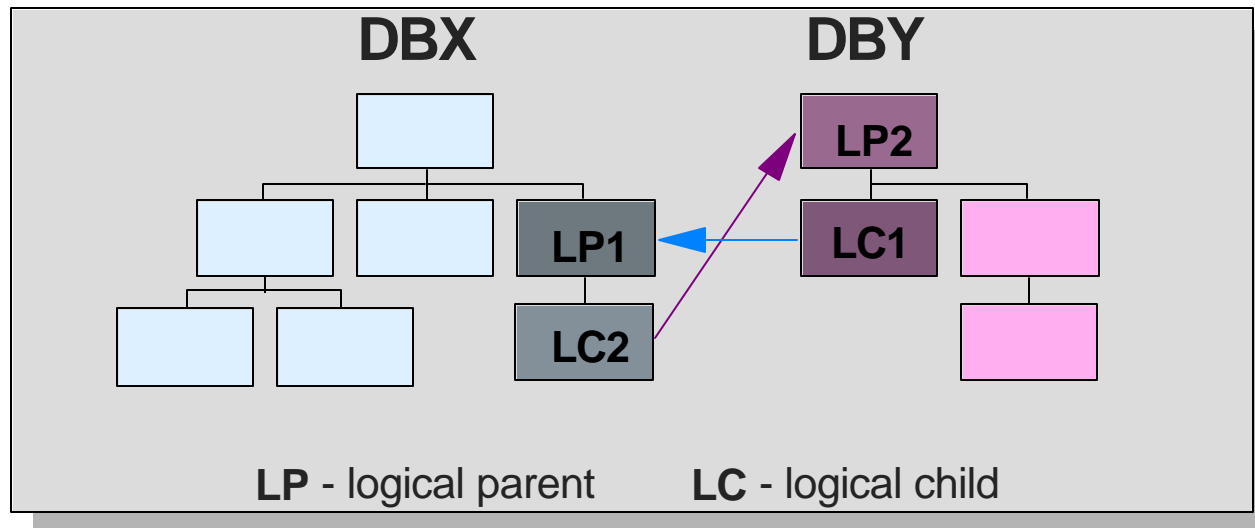 DBX DBY
LP2
LP1 LC1
LC2
LP - logical parent LC - logical child